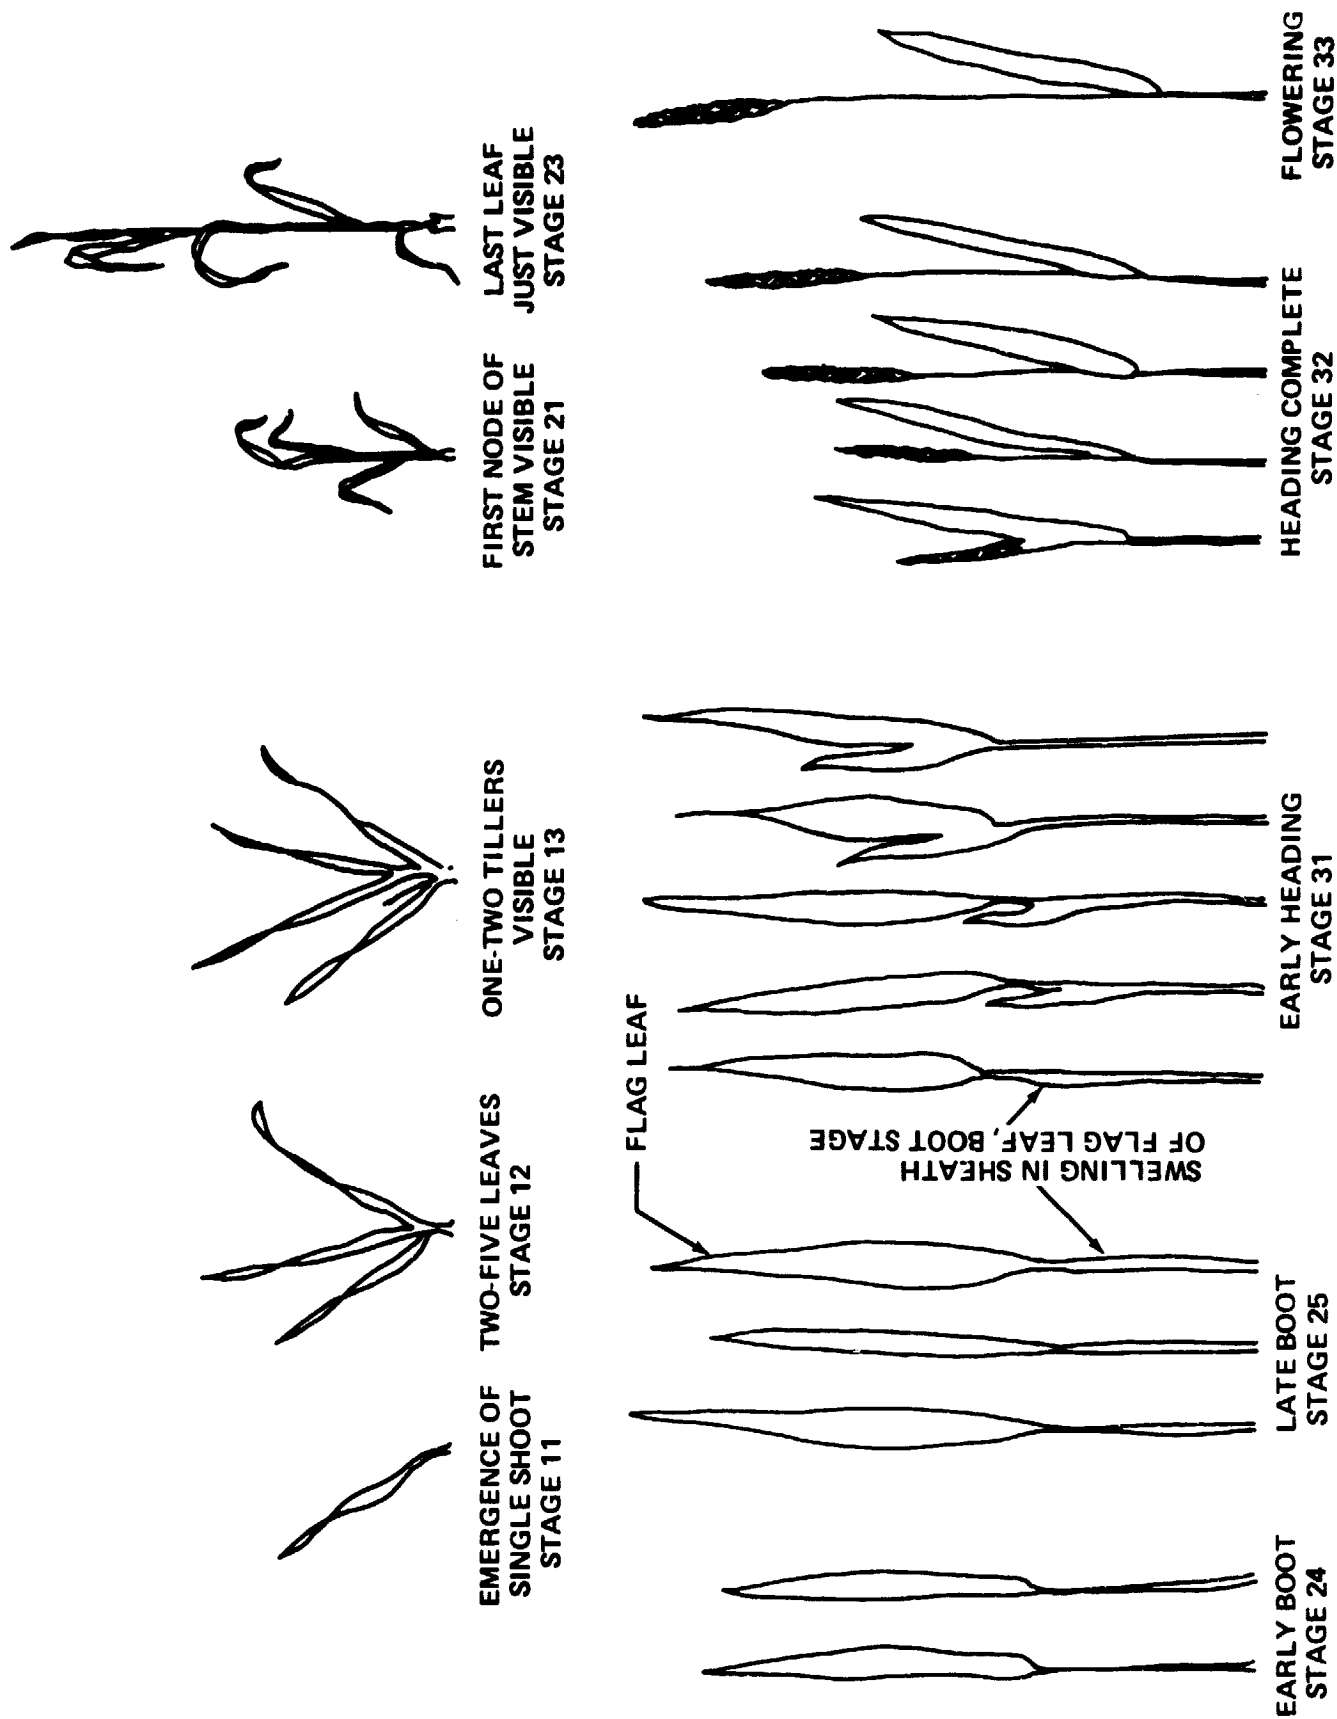 EMERGENCE OF
SINGLE SHOOT
STAGE 11
TWO-FIVE LEAVES
STAGE 12
ONE-TWO TILLERS
VISIBLE
STAGE 13
FIRST NODE OF
STEM VISIBLE
STAGE 21
LAST LEAF
JUST VISIBLE
STAGE 23
FLAG LEAF
SWELLING IN SHEATH
OF FLAG LEAF, BOOT STAGE
EARLY BOOT
STAGE 24
LATE BOOT
STAGE 25
EARLY HEADING
STAGE 31
HEADING COMPLETE
STAGE 32
FLOWERING
STAGE 33